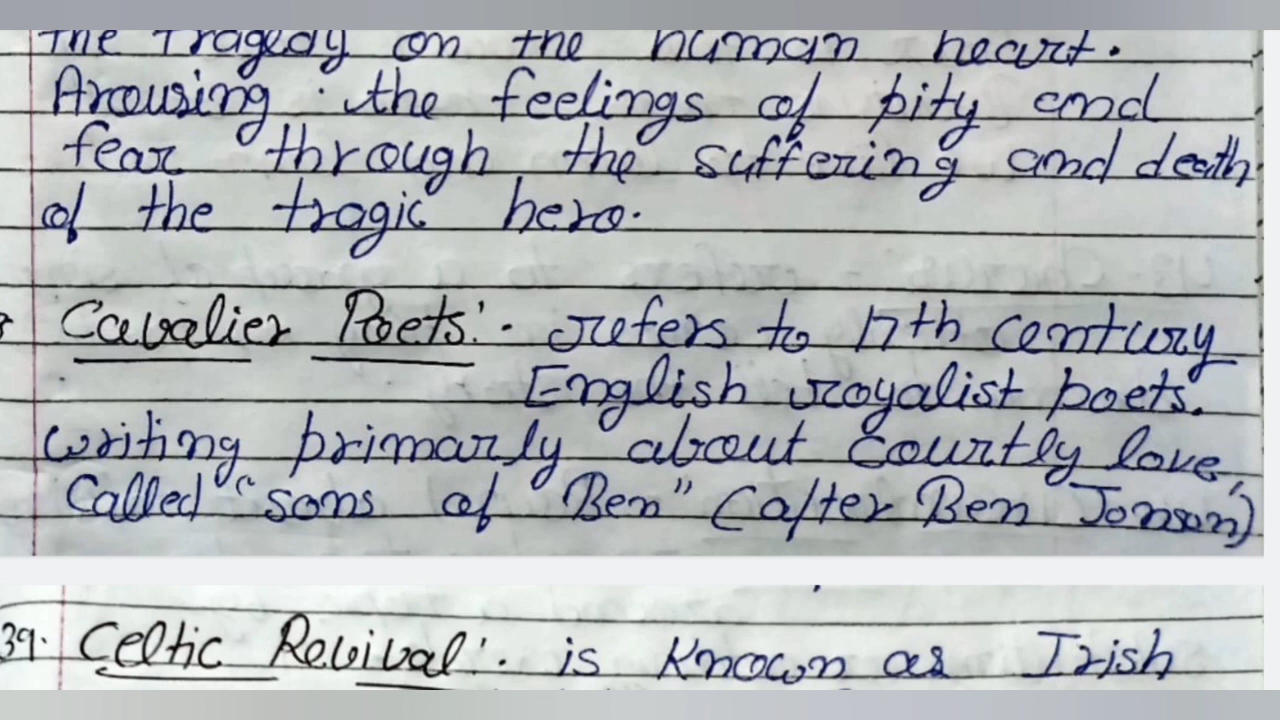 the tragedy on the human heart.
Arousing the feelings of pity and
fear through the suffering and death
of the tragic hero.
Cavalier Poets:- refers to 17th century
English royalist poets.
writing primarily about courtly love,
Called "sons of Ben" (after Ben Jonson)
39. Celtic Revival:- is known as Irish